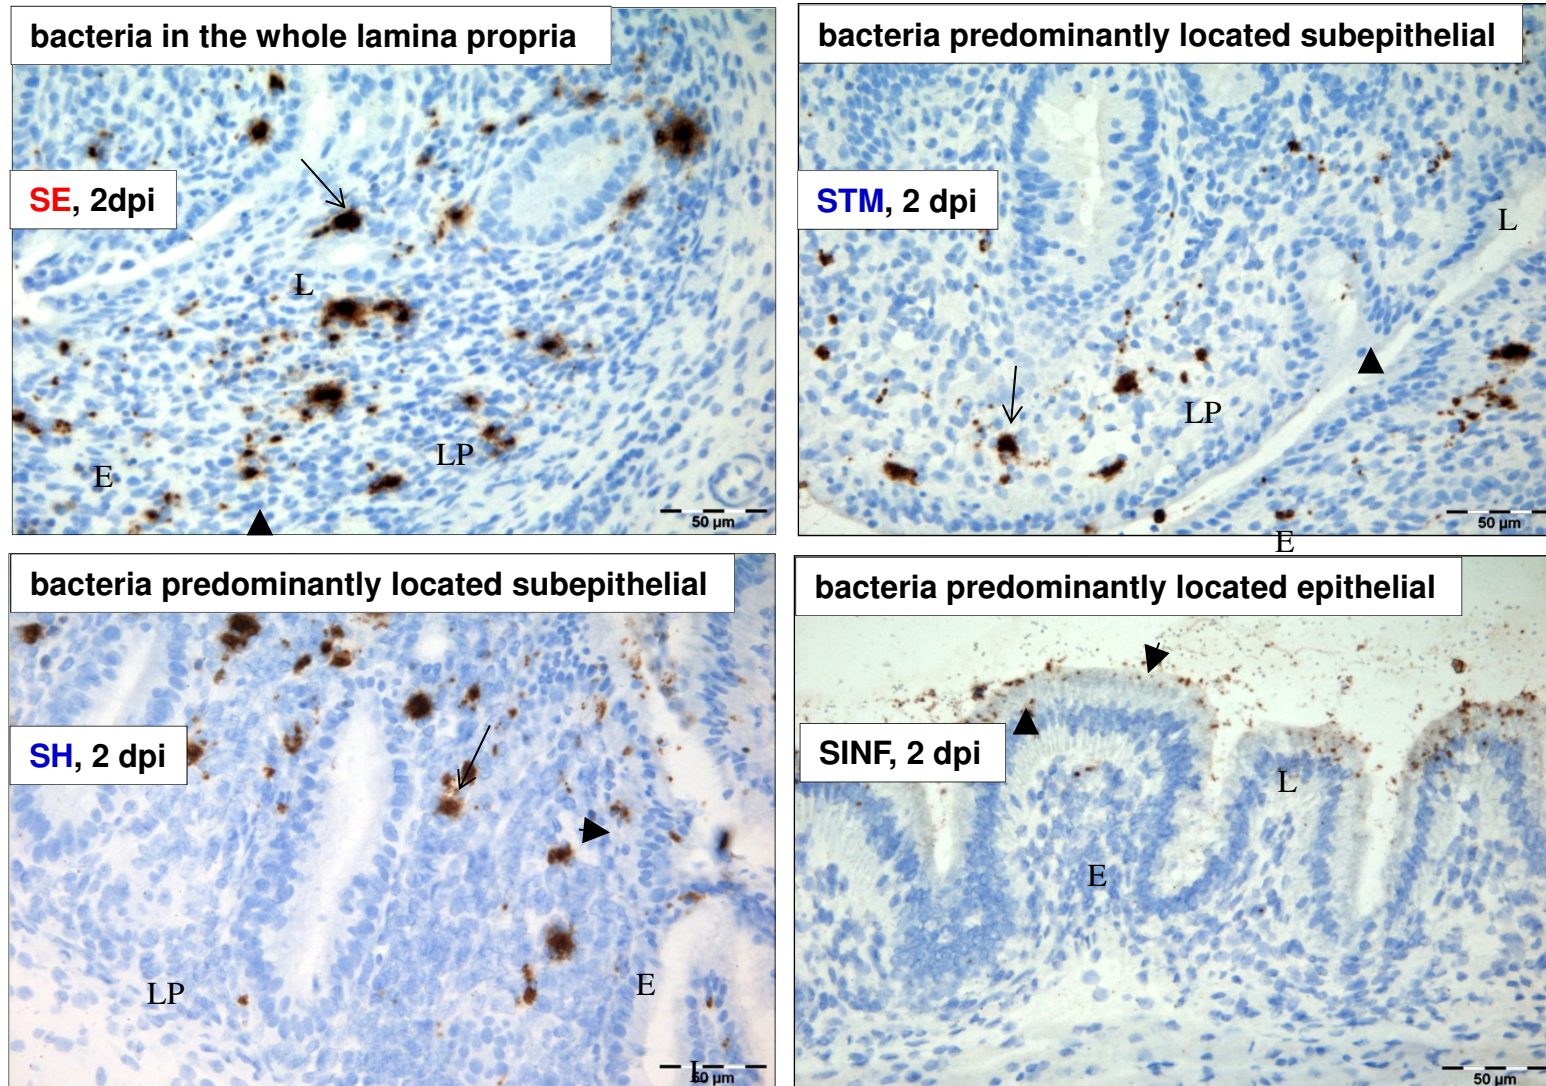 bacteria in the whole lamina propria
SE, 2dpi
L
LP
E
50 µm
bacteria predominantly located subepithelial
STM, 2 dpi
L
LP
50 µm
E
bacteria predominantly located subepithelial
SH, 2 dpi
E
LP
L
50 µm
bacteria predominantly located epithelial
SINF, 2 dpi
L
E
50 µm